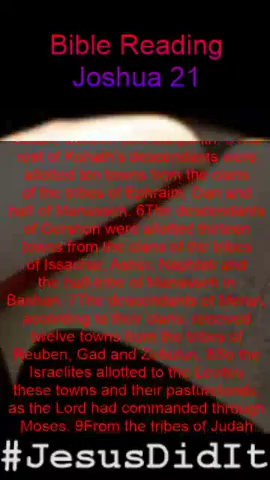 Bible Reading
Joshua 21
rest of Kohath's descendants were
allotted ten towns from the clans
of the tribes of Ephraim, Dan and
half of Manasseh. 6The descendants
of Gershon were allotted thirteen
towns from the clans of the tribes
of Issachar, Asher, Naphtali and
the half-tribe of Manasseh in
Bashan. 7The descendants of Merari,
according to their clans, received
twelve towns from the tribes of
Reuben, Gad and Zebulun. 8So the
Israelites allotted to the Levites
these towns and their pasturelands,
as the Lord had commanded through
Moses. 9From the tribes of Judah
#JesusDidIt